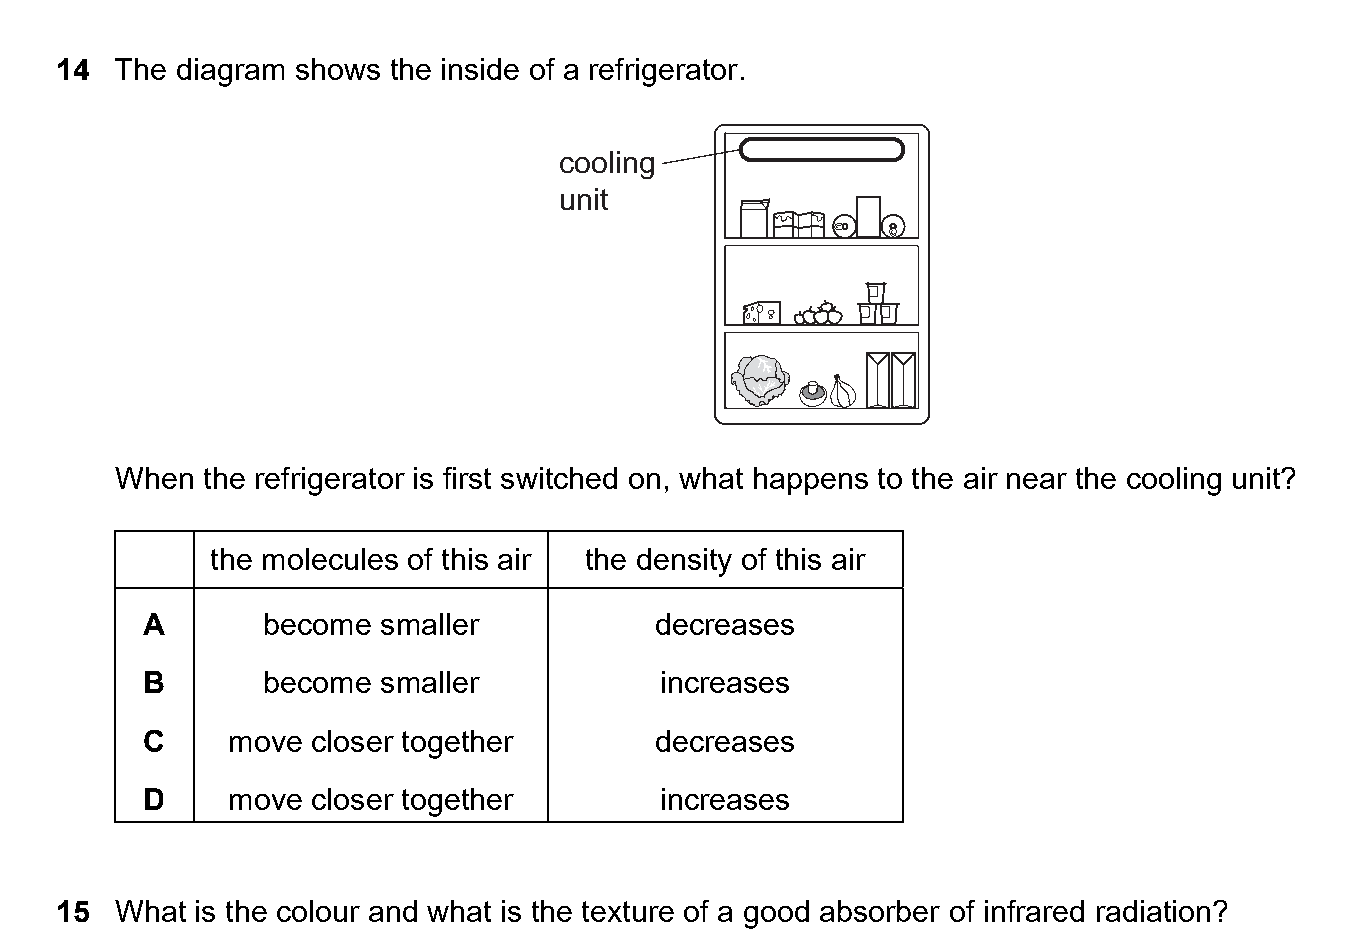 14 The diagram shows the inside of a refrigerator.
cooling
unit
When the refrigerator is first switched on, what happens to the air near the cooling unit?
the molecules of this air the density of this air
A become smaller decreases
B become smaller increases
C move closer together decreases
D move closer together increases
15 What is the colour and what is the texture of a good absorber of infrared radiation?